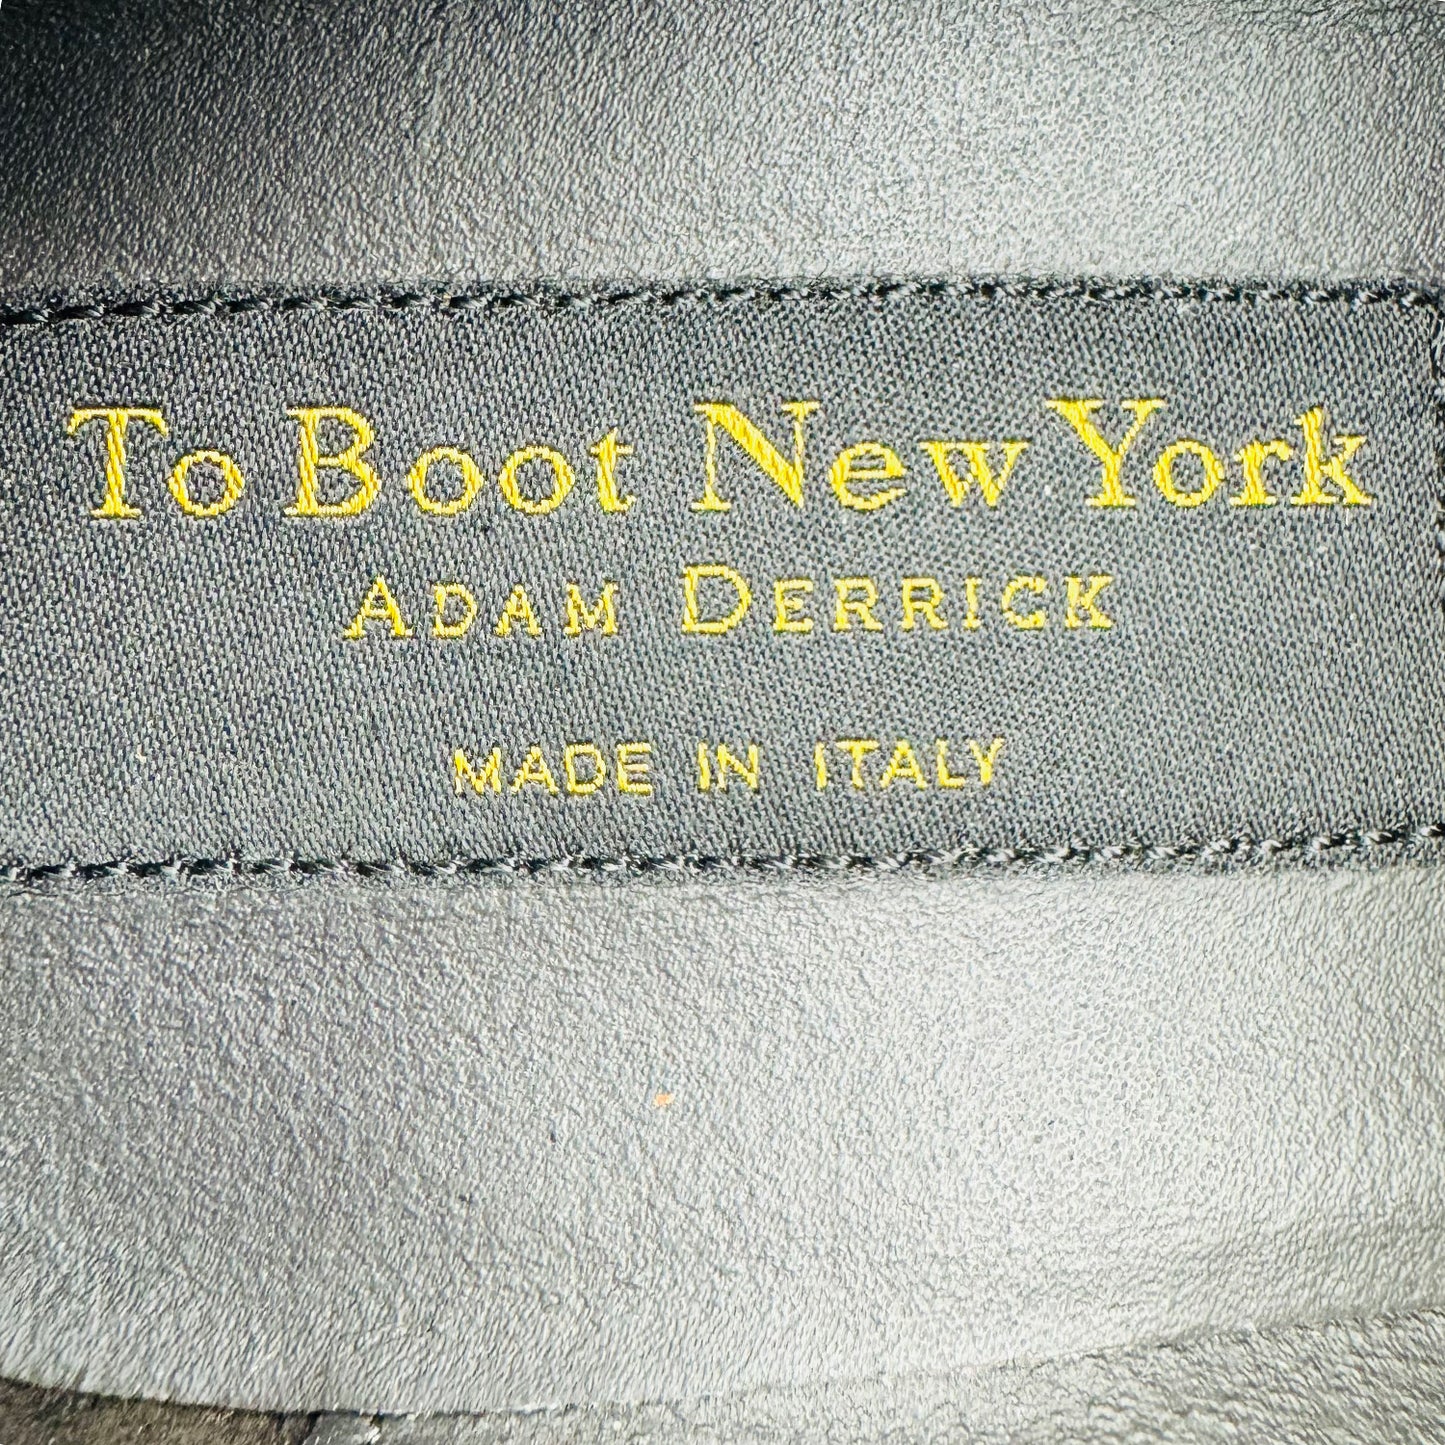 To Boot New York
ADAM DERRICK
MADE IN ITALY